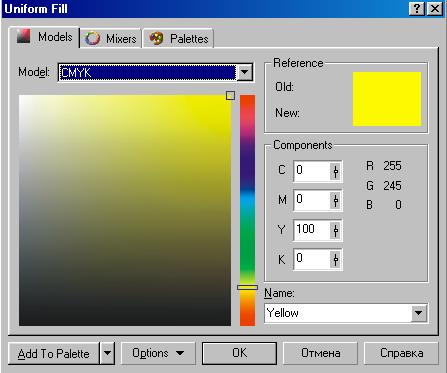 Uniform Fill
Models Mixers Palettes
Model: CMYK
Reference
Old:
New:
Components
C 0 R 255
M 0 G 245
Y 100 B 0
K 0
Name:
Yellow
Add To Palette Options OK Отмена Справка